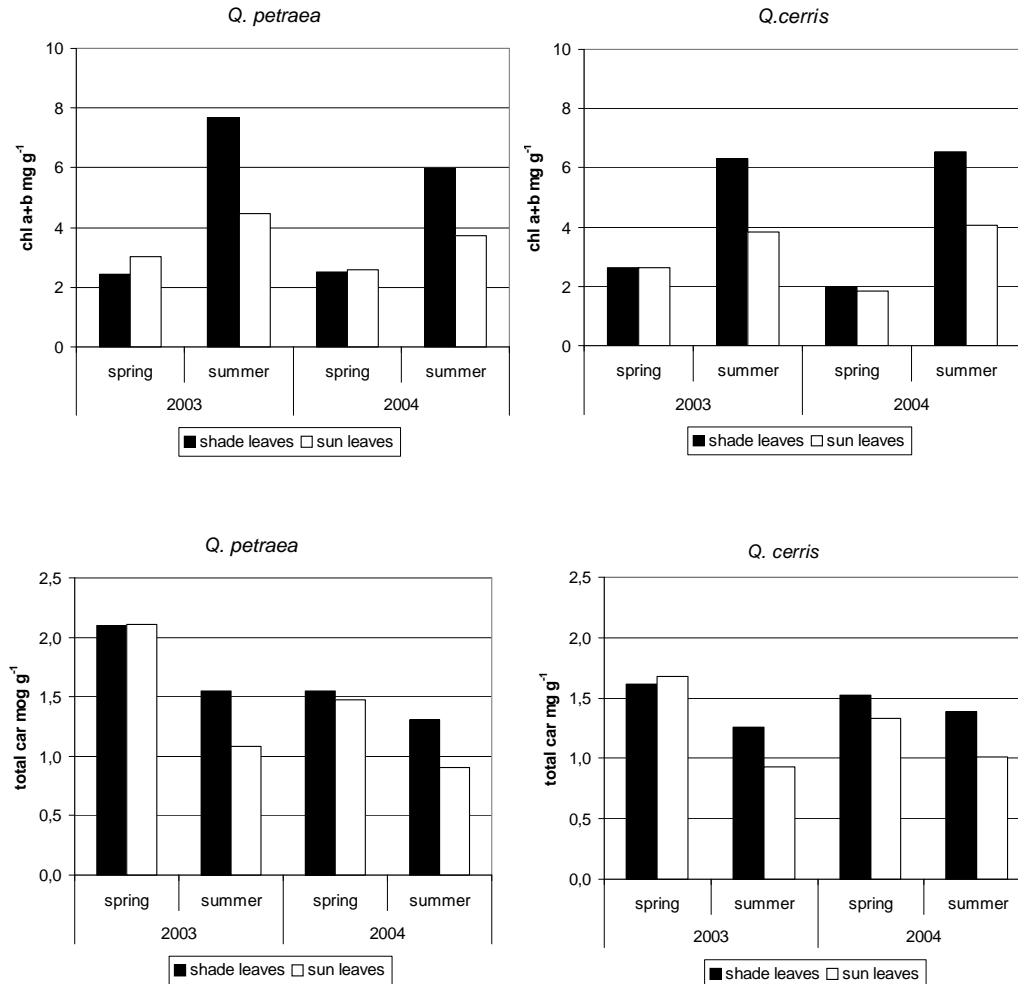 Q. petraea
10
8
6
4
2
0
chl a+b mg g-1
spring summer spring summer
2003 2004
shade leaves sun leaves
Q.cerris
10
8
6
4
2
0
chl a+b mg g-1
spring summer spring summer
2003 2004
shade leaves sun leaves
Q. petraea
2,5
2,0
1,5
1,0
0,5
0,0
total car mog g-1
spring summer spring summer
2003 2004
shade leaves sun leaves
Q. cerris
2,5
2,0
1,5
1,0
0,5
0,0
total car mg g-1
spring summer spring summer
2003 2004
shade leaves sun leaves